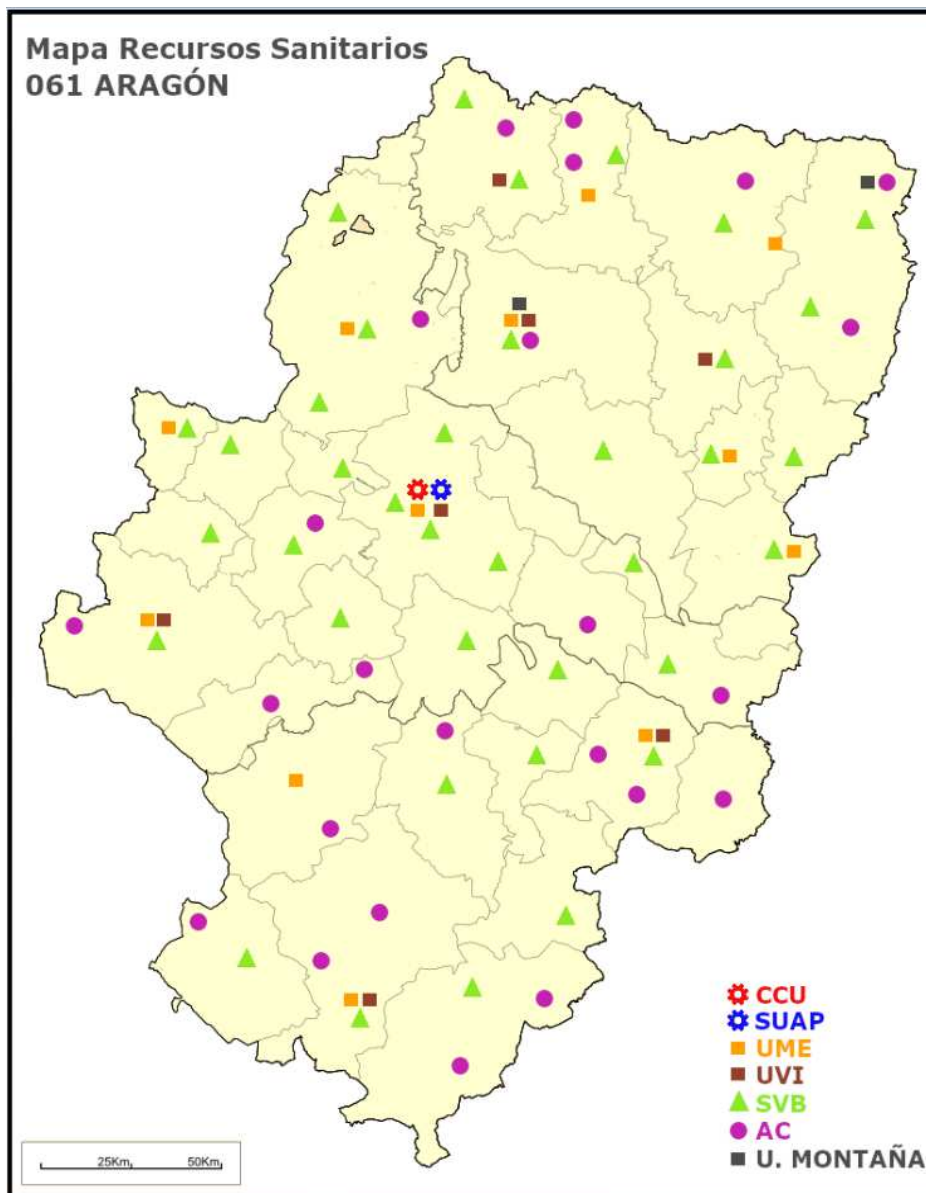 Mapa Recursos Sanitarios
061 ARAGÓN
CCU
SUAP
UME
UVI
SVB
AC
U. MONTAÑA
25Km 50Km